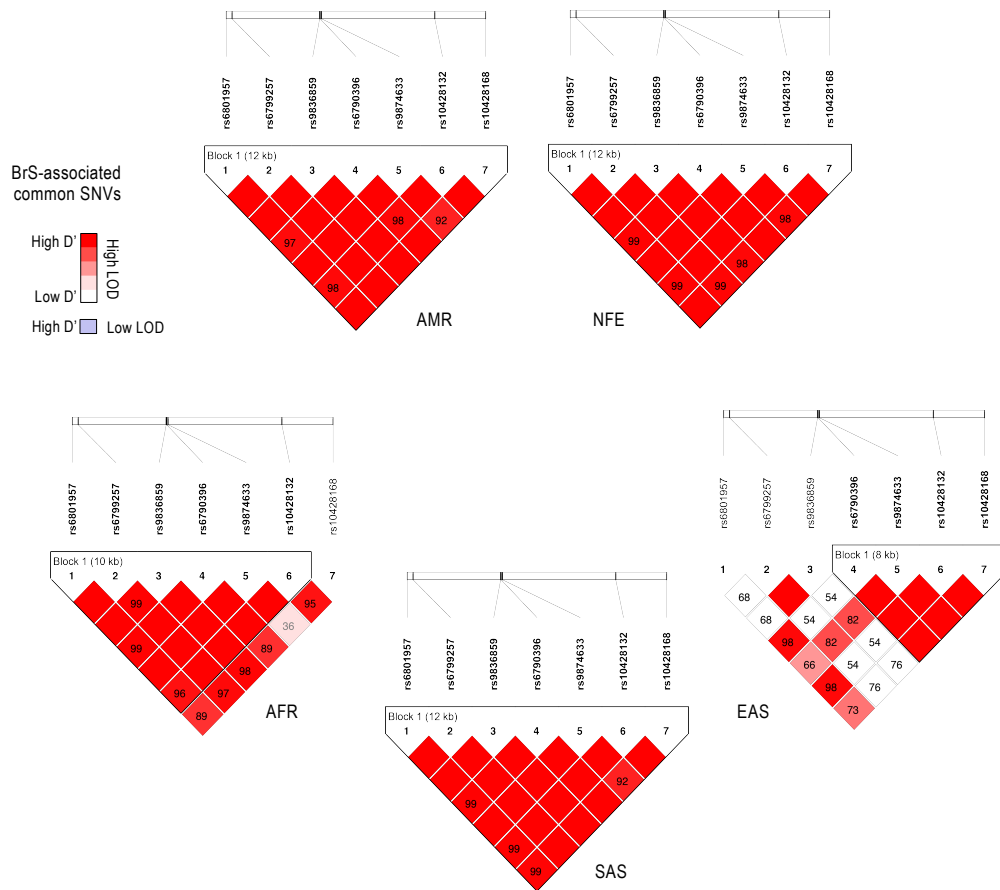 rs6801957
rs6799257
rs9836859
rs6790396
rs9874633
rs10428132
rs10428168
Block 1 (12 kb)
1 2 3 4 5 6 7
98 92
97
98
AMR
rs6801957
rs6799257
rs9836859
rs6790396
rs9874633
rs10428132
rs10428168
Block 1 (12 kb)
1 2 3 4 5 6 7
98
99
98
99 99
NFE
BrS-associated
common SNVs
High D'
Low D'
High LOD
High D' Low LOD
rs6801957
rs6799257
rs9836859
rs6790396
rs9874633
rs10428132
rs10428168
Block 1 (10 kb)
1 2 3 4 5 6 7
99 95
36
99 89
98
96 97
89
AFR
rs6801957
rs6799257
rs9836859
rs6790396
rs9874633
rs10428132
rs10428168
Block 1 (12 kb)
1 2 3 4 5 6 7
92
99
99
99
SAS
rs6801957
rs6799257
rs9836859
rs6790396
rs9874633
rs10428132
rs10428168
Block 1 (8 kb)
1 2 3 4 5 6 7
68 54
68 54 82
98 82 54
66 54 76
98 76
73
EAS